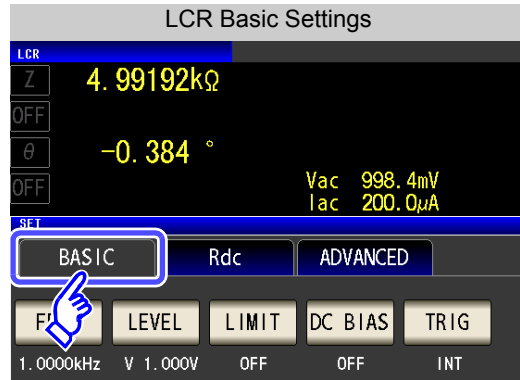 LCR Basic Settings
LCR
Z 4.99192kΩ
OFF
θ -0.384 °
OFF
Vac 998.4mV
Iac 200.0μA
SET
BASIC Rdc ADVANCED
LEVEL LIMIT DC BIAS TRIG
1.0000kHz V 1.000V OFF OFF INT